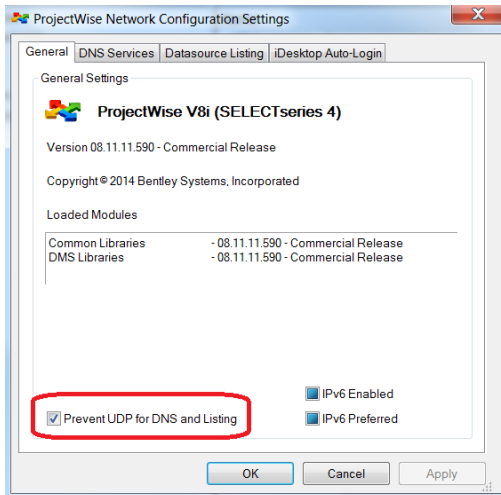 ProjectWise Network Configuration Settings
General DNS Services Datasource Listing iDesktop Auto-Login
General Settings
ProjectWise V8i (SELECTseries 4)
Version 08.11.11.590 - Commercial Release
Copyright © 2014 Bentley Systems, Incorporated
Loaded Modules
Common Libraries - 08.11.11.590 - Commercial Release
DMS Libraries - 08.11.11.590 - Commercial Release
IPv6 Enabled
Prevent UDP for DNS and Listing IPv6 Preferred
OK Cancel Apply